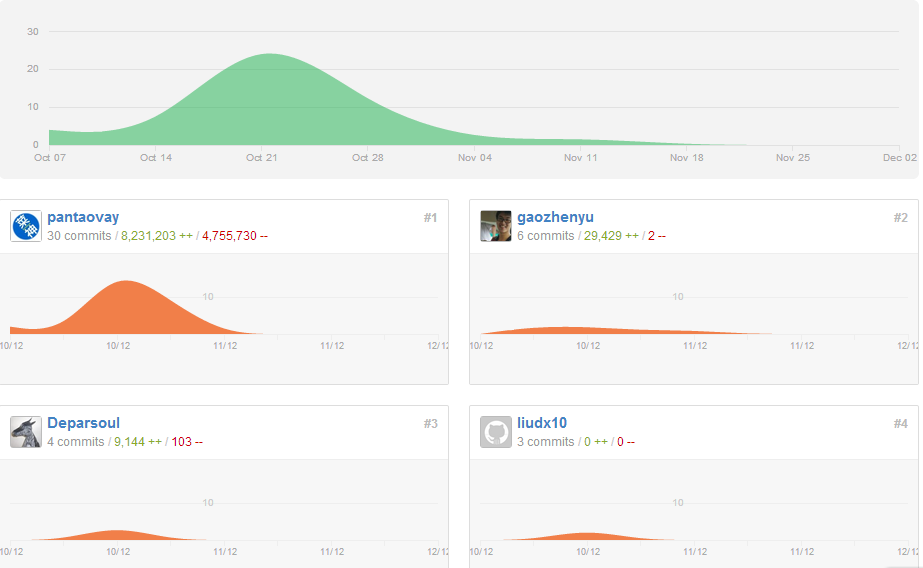 30
20
10
0
Oct 07 Oct 14 Oct 21 Oct 28 Nov 04 Nov 11 Nov 18 Nov 25 Dec 02
pantaovay #1
30 commits / 8,231,203 ++ / 4,755,730 --
10
10/12 10/12 11/12 11/12 12/12
gaozhenyu #2
6 commits / 29,429 ++ / 2 --
10
10/12 10/12 11/12 11/12 12/1
Deparsoul #3
4 commits / 9,144 ++ / 103 --
10
10/12 10/12 11/12 11/12 12/12
liudx10 #4
3 commits / 0 ++ / 0 --
10
10/12 10/12 11/12 11/12 12/1